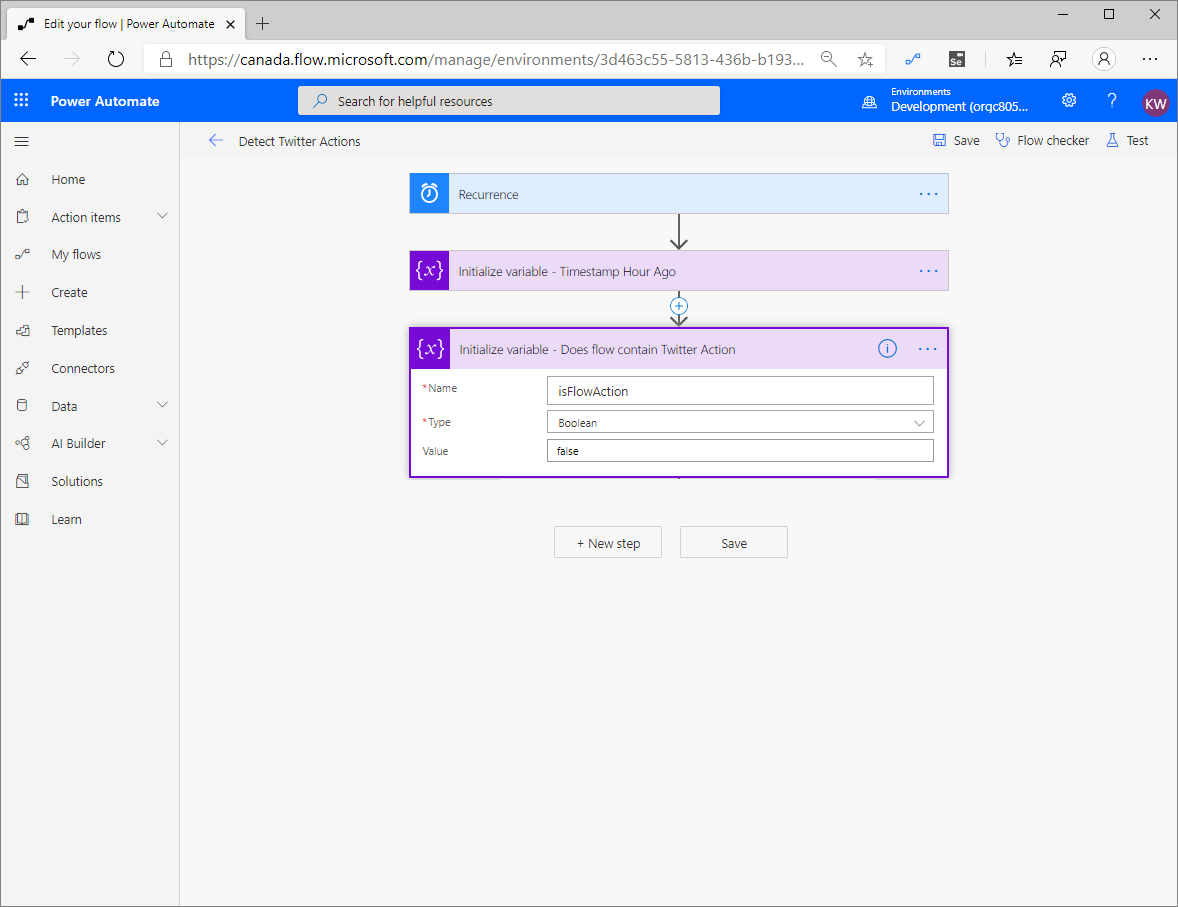 Edit your flow | Power Automate
https://canada.flow.microsoft.com/manage/environments/3d463c55-5813-436b-b193...
Se
Power Automate
Search for helpful resources
Environments
Development (orqc805...
?
KW
Detect Twitter Actions
Save
Flow checker
Test
Home
Action items
My flows
Create
Templates
Connectors
Data
AI Builder
Solutions
Learn
Recurrence
...
{x} Initialize variable - Timestamp Hour Ago
...
{x} Initialize variable - Does flow contain Twitter Action
i
...
*Name
isFlowAction
*Type
Boolean
Value
false
+ New step
Save